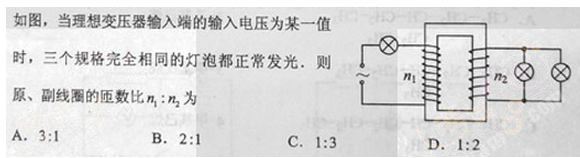 如图，当理想变压器输入端的输入电压为某一值
时，三个规格完全相同的灯泡都正常发光．则
原、副线圈的匝数比n₁:n₂为
n₁ n₂
A．3:1 B．2:1 C．1:3 D．1:2